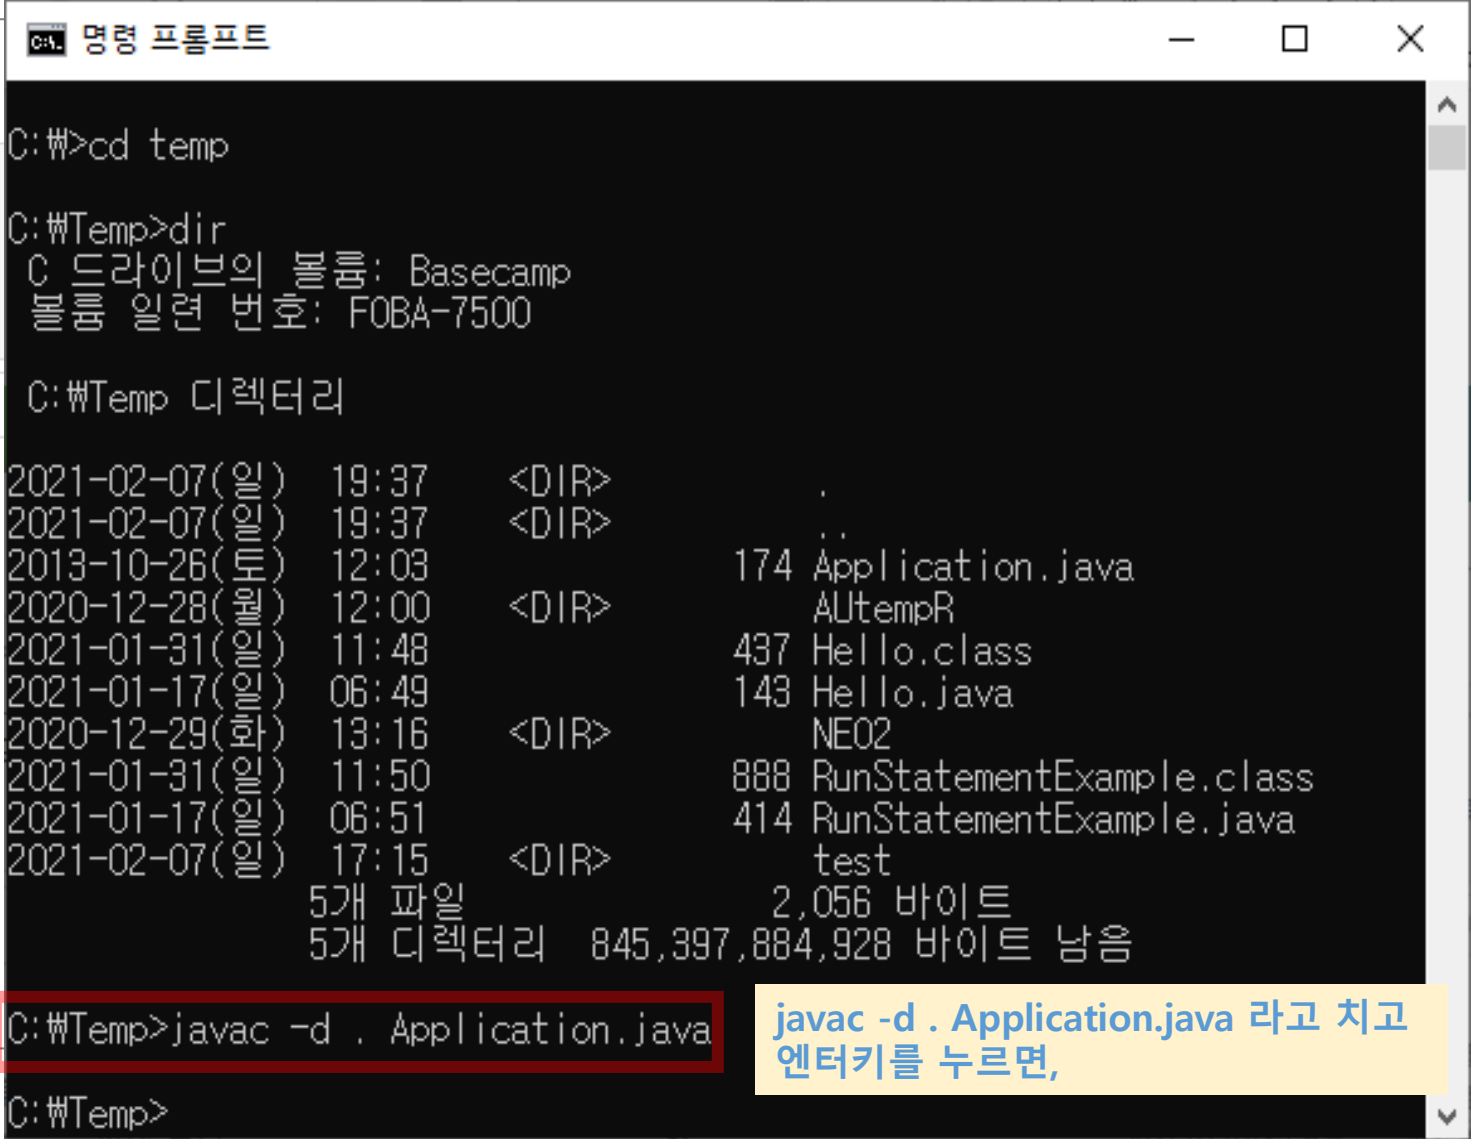 명령 프롬프트
C:₩>cd temp
C:₩Temp>dir
C 드라이브의 볼륨: Basecamp
볼륨 일련 번호: F0BA-7500
C:₩Temp 디렉터리
2021-02-07(일) 19:37 <DIR> .
2021-02-07(일) 19:37 <DIR> ..
2013-10-26(토) 12:03 174 Application.java
2020-12-28(월) 12:00 <DIR> AUtempR
2021-01-31(일) 11:48 437 Hello.class
2021-01-17(일) 06:49 143 Hello.java
2020-12-29(화) 13:16 <DIR> NEO2
2021-01-31(일) 11:50 888 RunStatementExample.class
2021-01-17(일) 06:51 414 RunStatementExample.java
2021-02-07(일) 17:15 <DIR> test
5개 파일 2,056 바이트
5개 디렉터리 845,397,884,928 바이트 남음
C:₩Temp>javac -d . Application.java
javac -d . Application.java 라고 치고
엔터키를 누르면,
C:₩Temp>